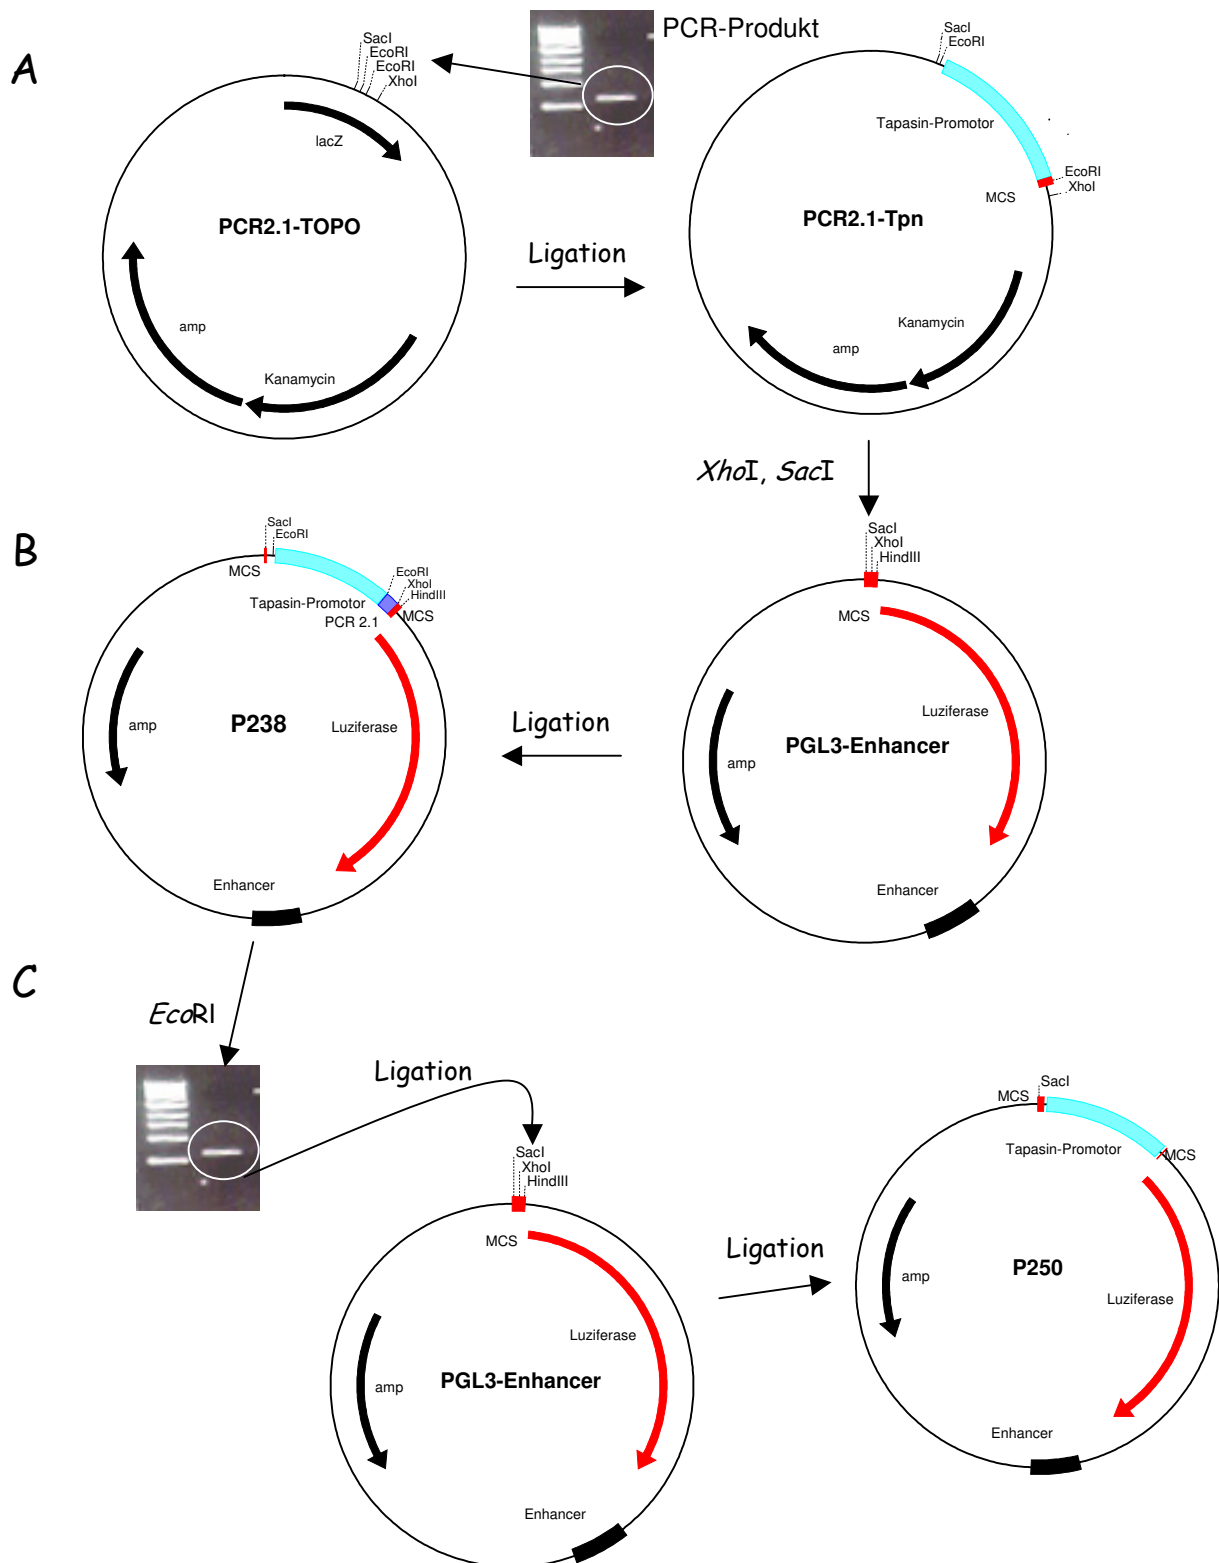 A
PCR-Produkt
SacI
EcoRI
EcoRI
XhoI
lacZ
PCR2.1-TOPO
amp
Kanamycin
Ligation
SacI
EcoRI
Tapasin-Promotor
EcoRI
XhoI
MCS
PCR2.1-Tpn
Kanamycin
amp
XhoI, SacI
B
SacI
EcoRI
MCS
EcoRI
XhoI
HindIII
Tapasin-Promotor
MCS
PCR 2.1
amp
P238
Luziferase
Enhancer
Ligation
SacI
XhoI
HindIII
MCS
Luziferase
PGL3-Enhancer
amp
Enhancer
C
EcoRI
Ligation
SacI
XhoI
HindIII
MCS
Luziferase
PGL3-Enhancer
amp
Enhancer
Ligation
SacI
MCS
Tapasin-Promotor
MCS
P250
amp
Luziferase
Enhancer